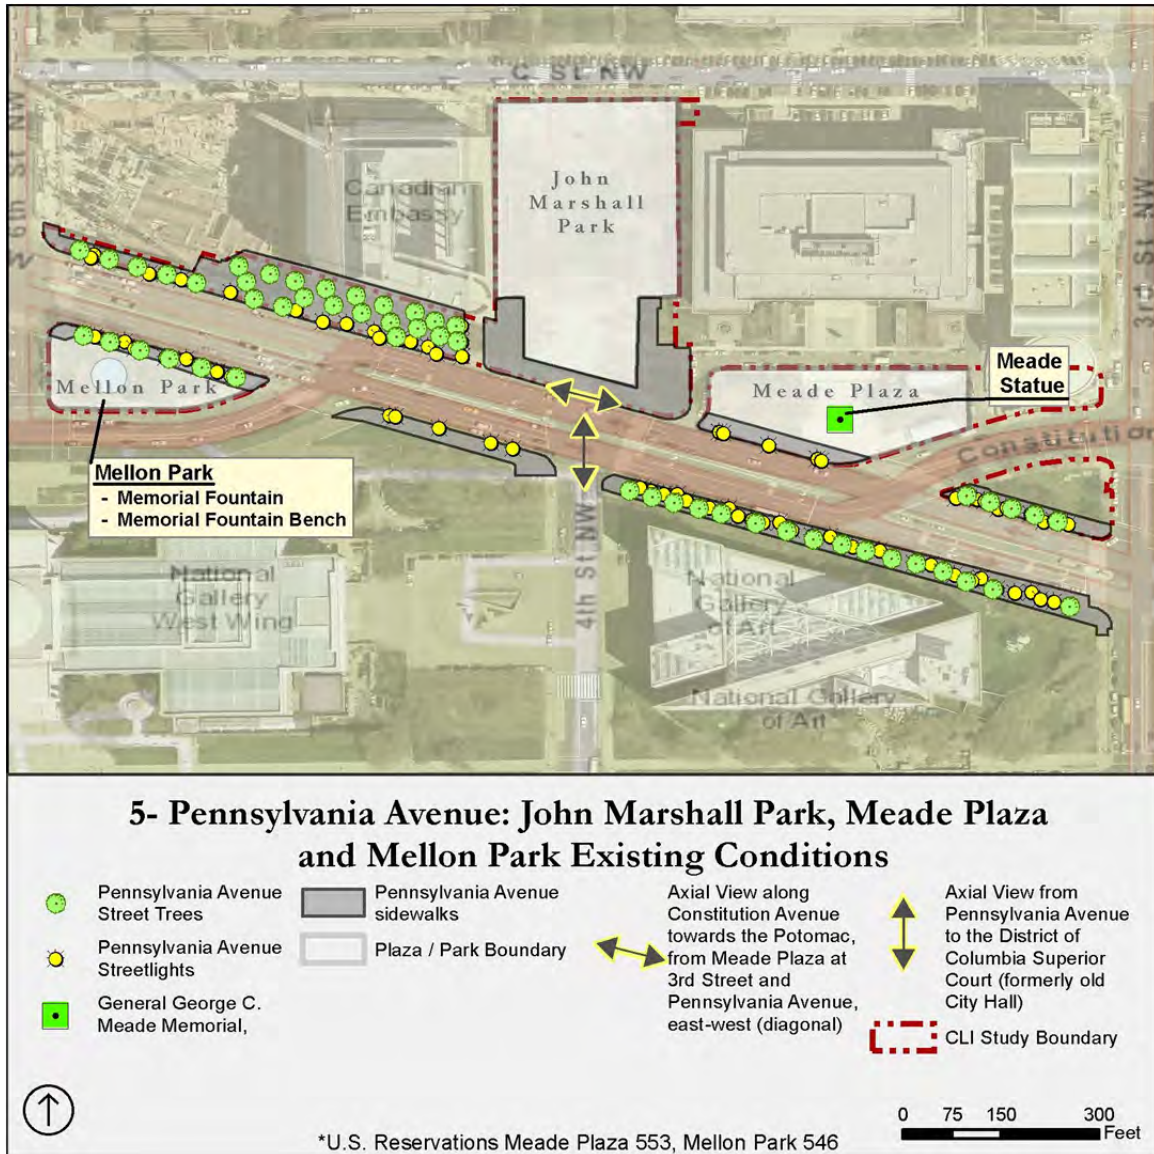 C St NW
W 6th St NW
Canadian
Embassy
John
Marshall
Park
3rd St NW
Meade
Statue
Meade Plaza
Mellon Park
Constitution
Mellon Park
- Memorial Fountain
- Memorial Fountain Bench
National
Gallery
West Wing
4th St NW
National
Gallery
of Art
National Gallery
of Art
5- Pennsylvania Avenue: John Marshall Park, Meade Plaza
and Mellon Park Existing Conditions
Pennsylvania Avenue
Street Trees
Pennsylvania Avenue
Streetlights
General George C.
Meade Memorial,
Pennsylvania Avenue
sidewalks
Plaza / Park Boundary
Axial View along
Constitution Avenue
towards the Potomac,
from Meade Plaza at
3rd Street and
Pennsylvania Avenue,
east-west (diagonal)
Axial View from
Pennsylvania Avenue
to the District of
Columbia Superior
Court (formerly old
City Hall)
CLI Study Boundary
0 75 150 300
Feet
*U.S. Reservations Meade Plaza 553, Mellon Park 546